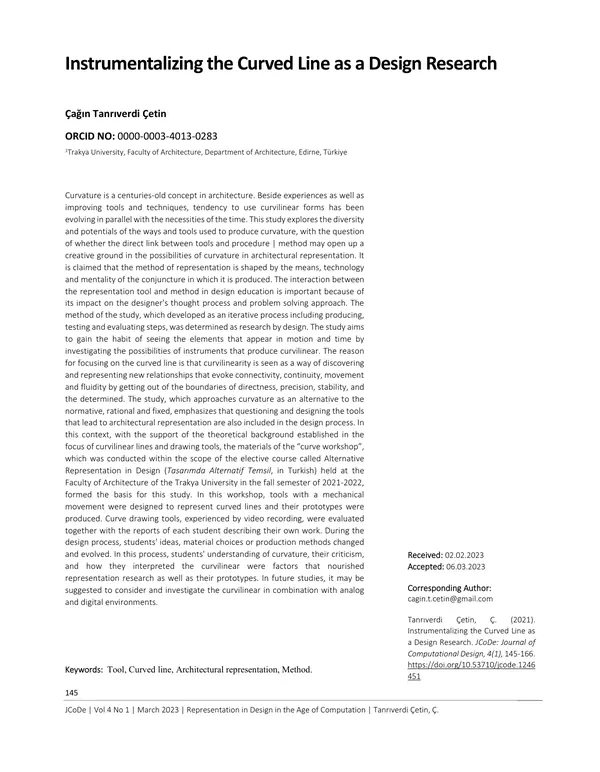 Instrumentalizing the Curved Line as a Design Research
Çağın Tanrıverdi Çetin
ORCID NO: 0000-0003-4013-0283
¹Trakya University, Faculty of Architecture, Department of Architecture, Edirne, Türkiye
Curvature is a centuries-old concept in architecture. Beside experiences as well as
improving tools and techniques, tendency to use curvilinear forms has been
evolving in parallel with the necessities of the time. This study explores the diversity
and potentials of the ways and tools used to produce curvature, with the question
of whether the direct link between tools and procedure | method may open up a
creative ground in the possibilities of curvature in architectural representation. It
is claimed that the method of representation is shaped by the means, technology
and mentality of the conjuncture in which it is produced. The interaction between
the representation tool and method in design education is important because of
its impact on the designer's thought process and problem solving approach. The
method of the study, which developed as an iterative process including producing,
testing and evaluating steps, was determined as research by design. The study aims
to gain the habit of seeing the elements that appear in motion and time by
investigating the possibilities of instruments that produce curvilinear. The reason
for focusing on the curved line is that curvilinearity is seen as a way of discovering
and representing new relationships that evoke connectivity, continuity, movement
and fluidity by getting out of the boundaries of directness, precision, stability, and
the determined. The study, which approaches curvature as an alternative to the
normative, rational and fixed, emphasizes that questioning and designing the tools
that lead to architectural representation are also included in the design process. In
this context, with the support of the theoretical background established in the
focus of curvilinear lines and drawing tools, the materials of the “curve workshop”,
which was conducted within the scope of the elective course called Alternative
Representation in Design (Tasarımda Alternatif Temsil, in Turkish) held at the
Faculty of Architecture of the Trakya University in the fall semester of 2021-2022,
formed the basis for this study. In this workshop, tools with a mechanical
movement were designed to represent curved lines and their prototypes were
produced. Curve drawing tools, experienced by video recording, were evaluated
together with the reports of each student describing their own work. During the
design process, students' ideas, material choices or production methods changed
and evolved. In this process, students' understanding of curvature, their criticism,
and how they interpreted the curvilinear were factors that nourished
representation research as well as their prototypes. In future studies, it may be
suggested to consider and investigate the curvilinear in combination with analog
and digital environments.
Received: 02.02.2023
Accepted: 06.03.2023
Corresponding Author:
cagin.t.cetin@gmail.com
Tanrıverdi Çetin, Ç. (2021).
Instrumentalizing the Curved Line as
a Design Research. JCoDe: Journal of
Computational Design, 4(1), 145-166.
https://doi.org/10.53710/jcode.1246
451
Keywords: Tool, Curved line, Architectural representation, Method.
145
JCoDe | Vol 4 No 1 | March 2023 | Representation in Design in the Age of Computation | Tanrıverdi Çetin, Ç.